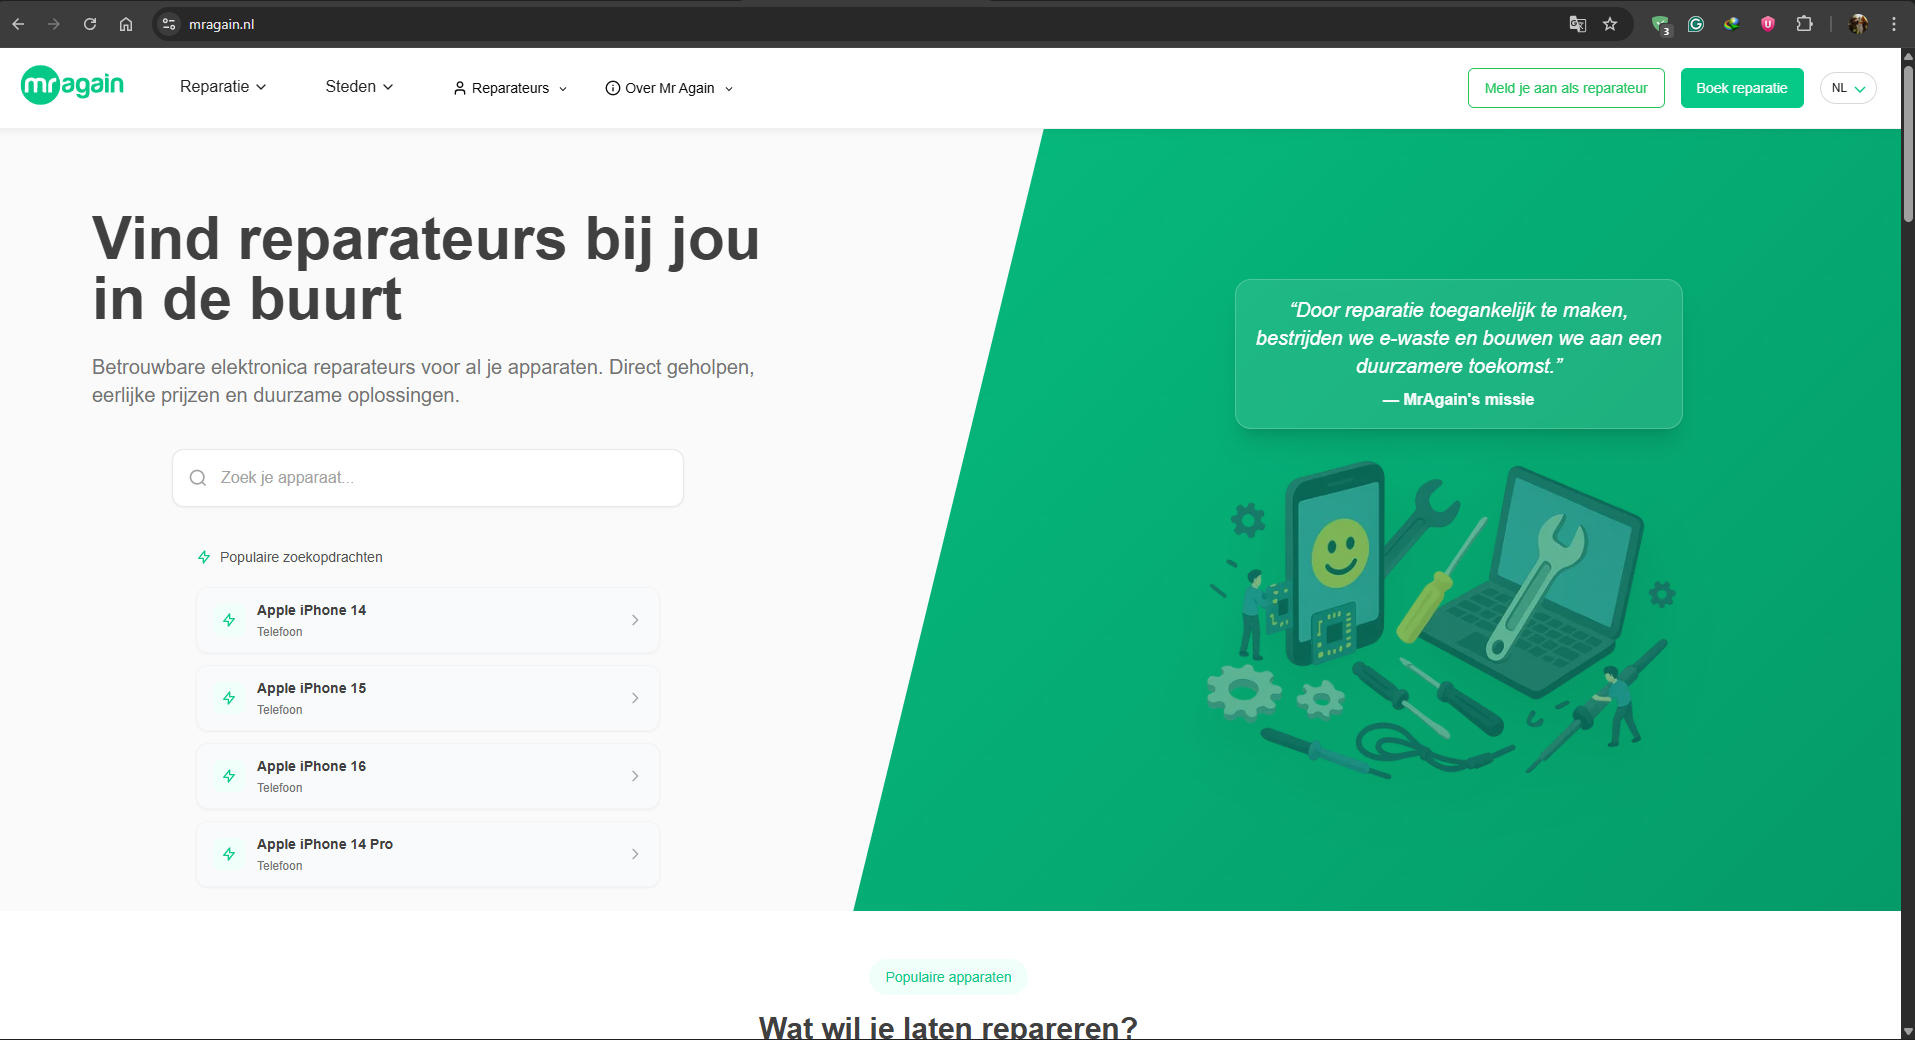 mragain.nl
3
mragain
Reparatie
Steden
Reparateurs
Over Mr Again
Meld je aan als reparateur
Boek reparatie
NL
Vind reparateurs bij jou
in de buurt
Betrouwbare elektronica reparateurs voor al je apparaten. Direct geholpen,
eerlijke prijzen en duurzame oplossingen.
Zoek je apparaat...
Populaire zoekopdrachten
Apple iPhone 14
Telefoon
Apple iPhone 15
Telefoon
Apple iPhone 16
Telefoon
Apple iPhone 14 Pro
Telefoon
“Door reparatie toegankelijk te maken,
bestrijden we e-waste en bouwen we aan een
duurzamere toekomst.”
— MrAgain's missie
Populaire apparaten
Wat wil je laten repareren?